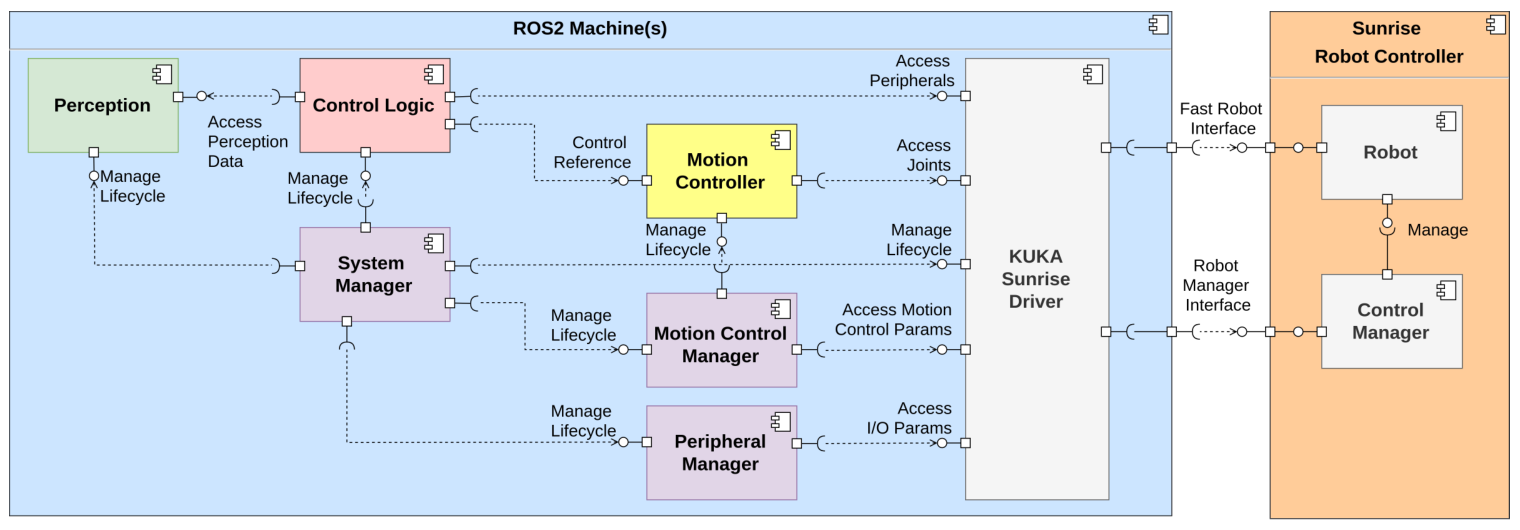 ROS2 Machine(s)
Sunrise
Robot Controller
Perception
Control Logic
Access
Peripherals
Access
Perception
Data
Fast Robot
Interface
Control
Reference
Motion
Controller
Access
Joints
Robot
Manage
Lifecycle
Manage
Lifecycle
Manage
Lifecycle
Manage
Lifecycle
Manage
System
Manager
KUKA
Sunrise
Driver
Robot
Manager
Interface
Manage
Lifecycle
Motion Control
Manager
Access Motion
Control Params
Control
Manager
Manage
Lifecycle
Peripheral
Manager
Access
I/O Params